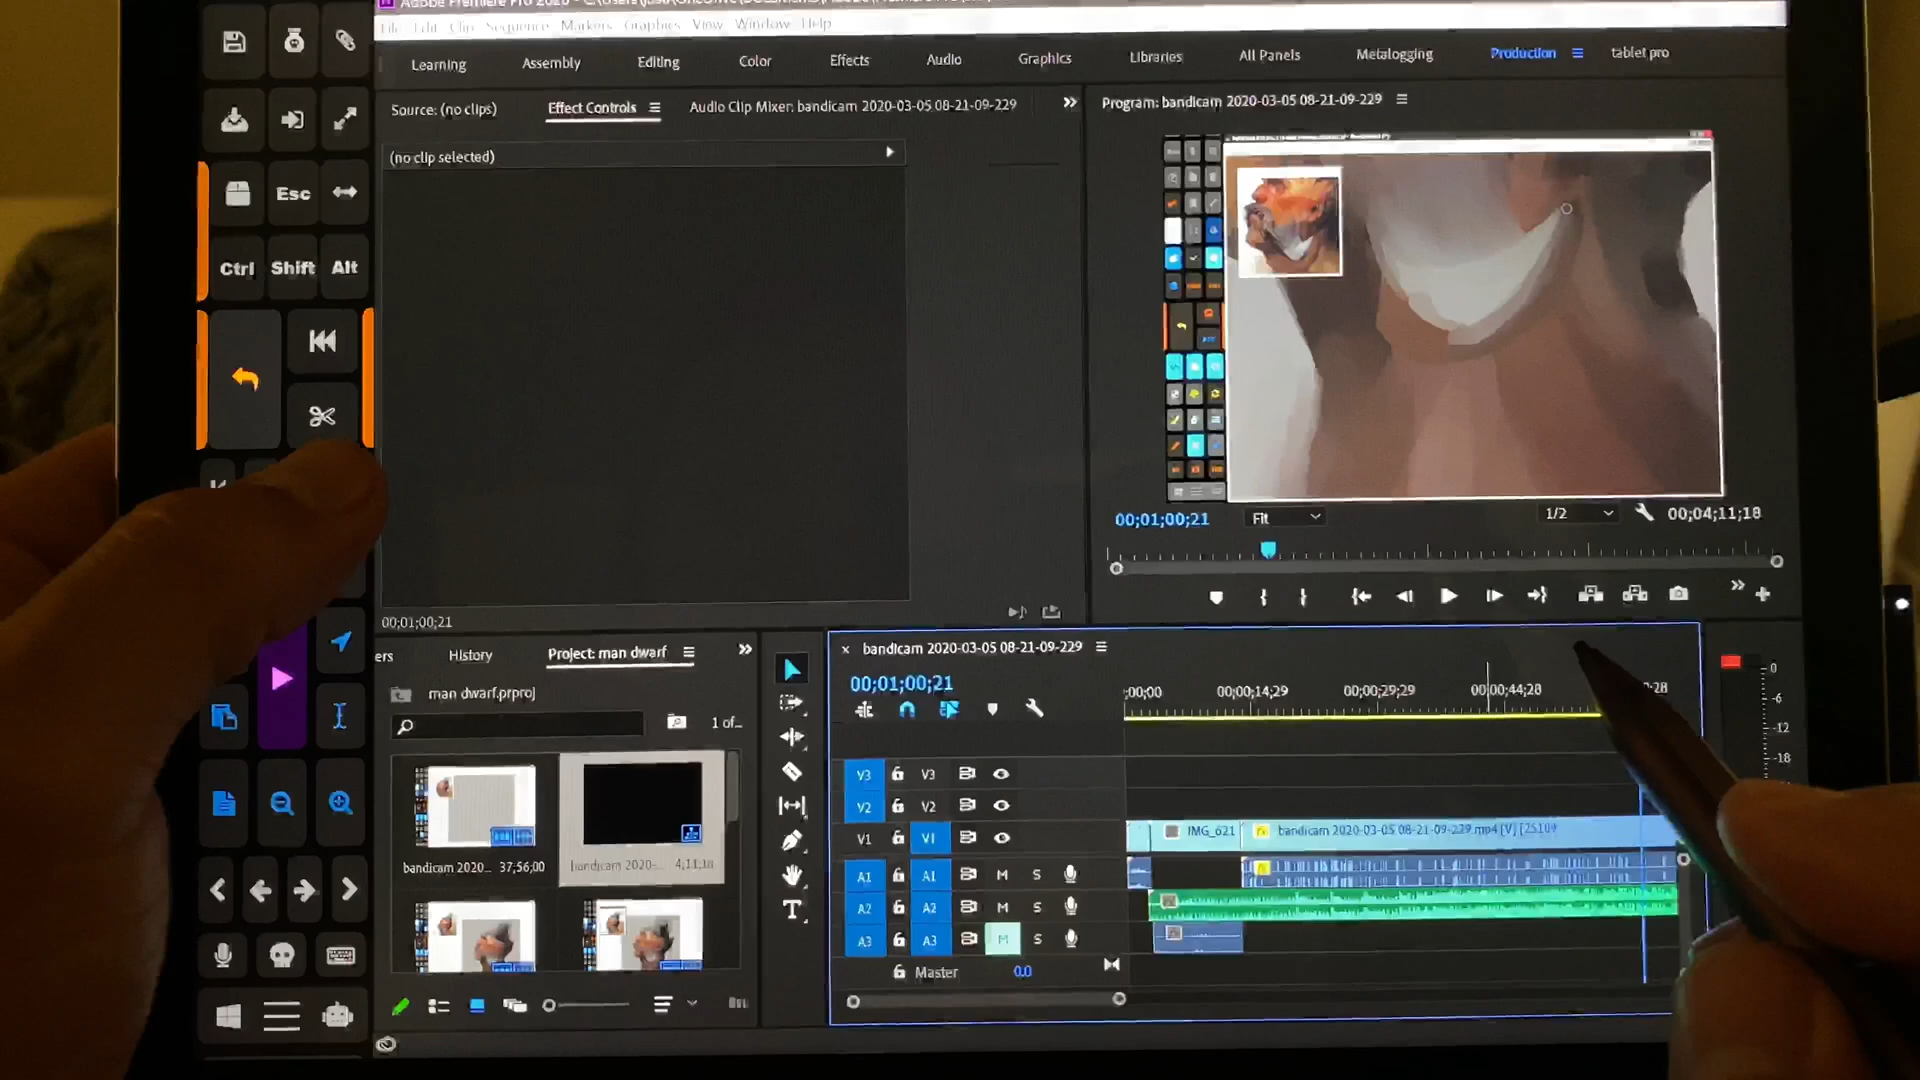 Adobe Premiere Pro 2020
File Edit Clip Sequence Markers Graphics View Window Help
Learning Assembly Editing Color Effects Audio Graphics Libraries All Panels Metalogging Production tablet pro
Source: (no clips) Effect Controls Audio Clip Mixer: bandicam 2020-03-05 08-21-09-229
Program: bandicam 2020-03-05 08-21-09-229
(no clip selected)
Esc
Ctrl Shift Alt
00;01;00;21 Fit 1/2 00;04;11;18
00;01;00;21
ers History Project: man dwarf
man dwarf.prproj
1 of...
bandicam 2020... 37;56;00
bandicam 2020-... 4;11;18
bandicam 2020-03-05 08-21-09-229
00;01;00;21
;00;00 00;00;14;29 00;00;29;29 00;00;44;28 0;28
V3 V3
V2 V2
V1 V1 IMG_621 bandicam 2020-03-05 08-21-09-229.mp4 [V]
A1 A1 M S
A2 A2 M S
A3 A3 M S
Master 0.0
0
-6
-12
-18
T